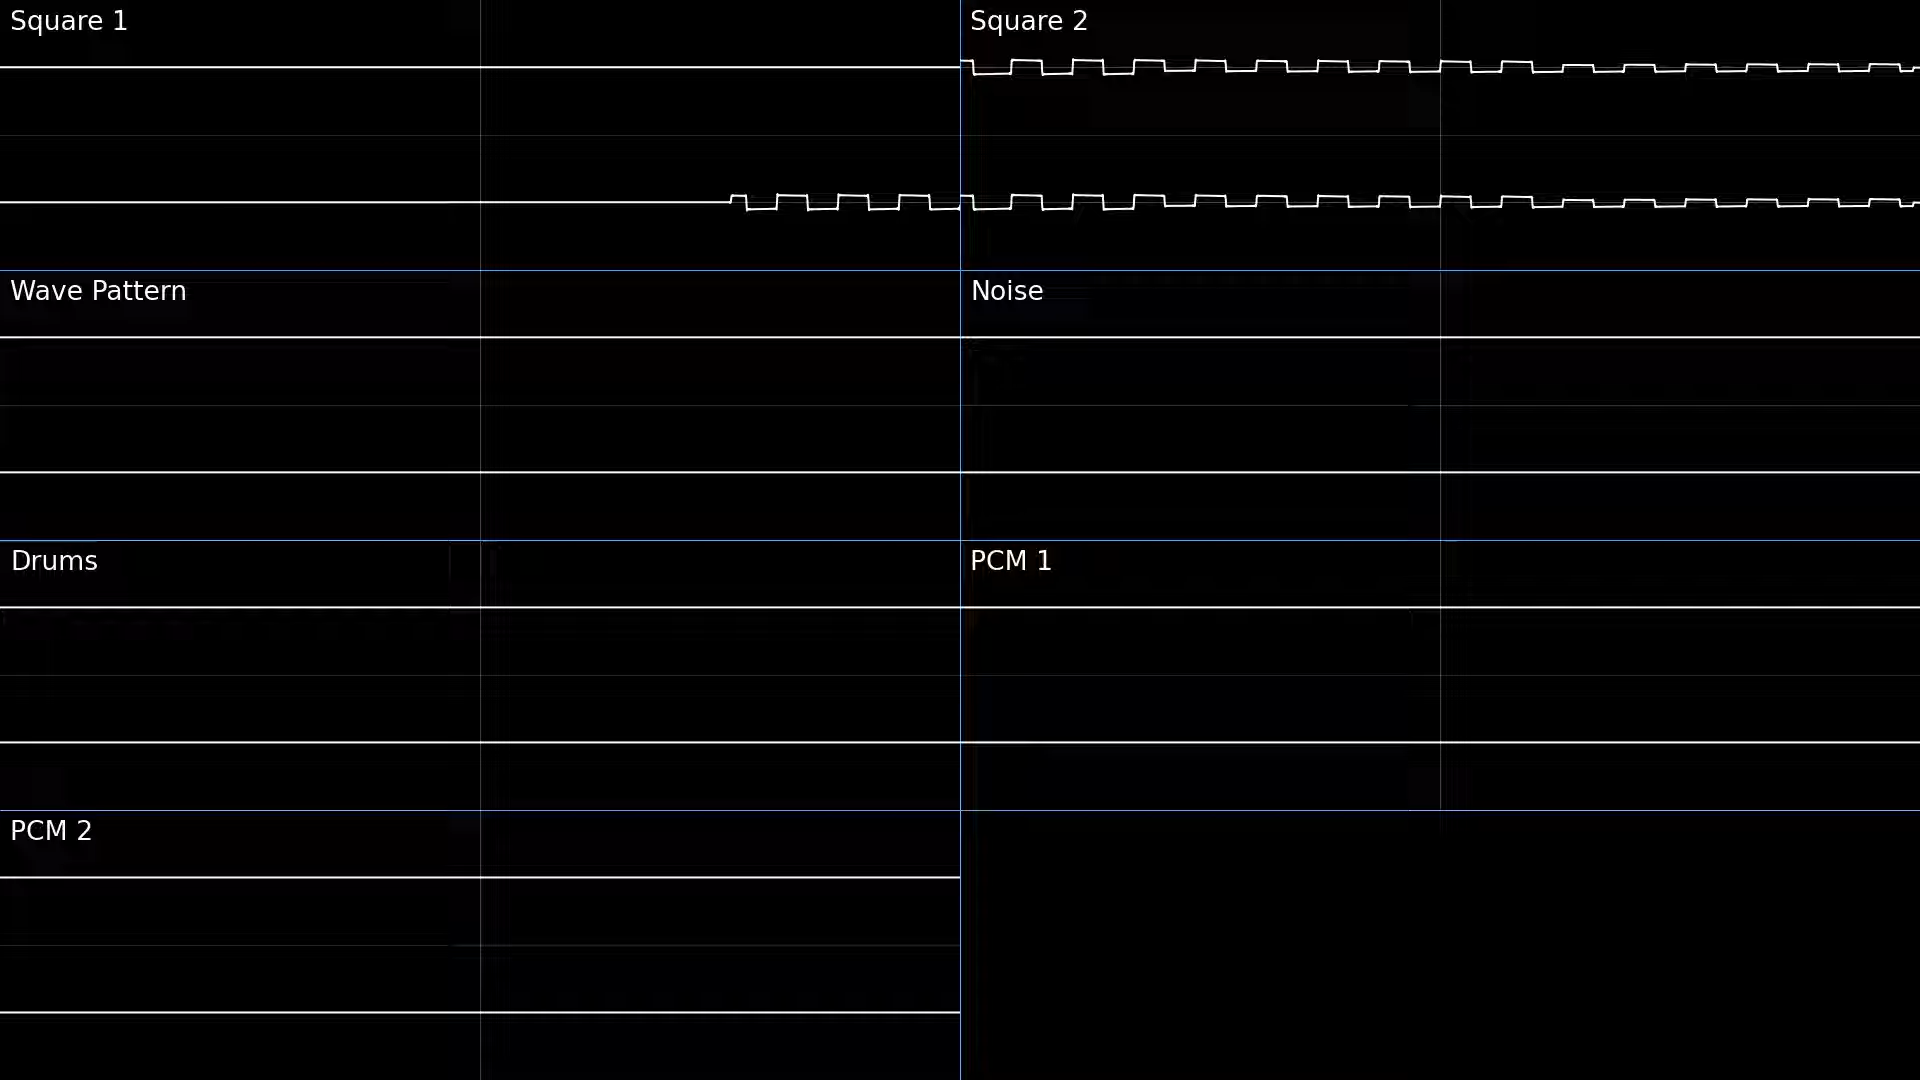 Square 1
Square 2
Wave Pattern
Noise
Drums
PCM 1
PCM 2